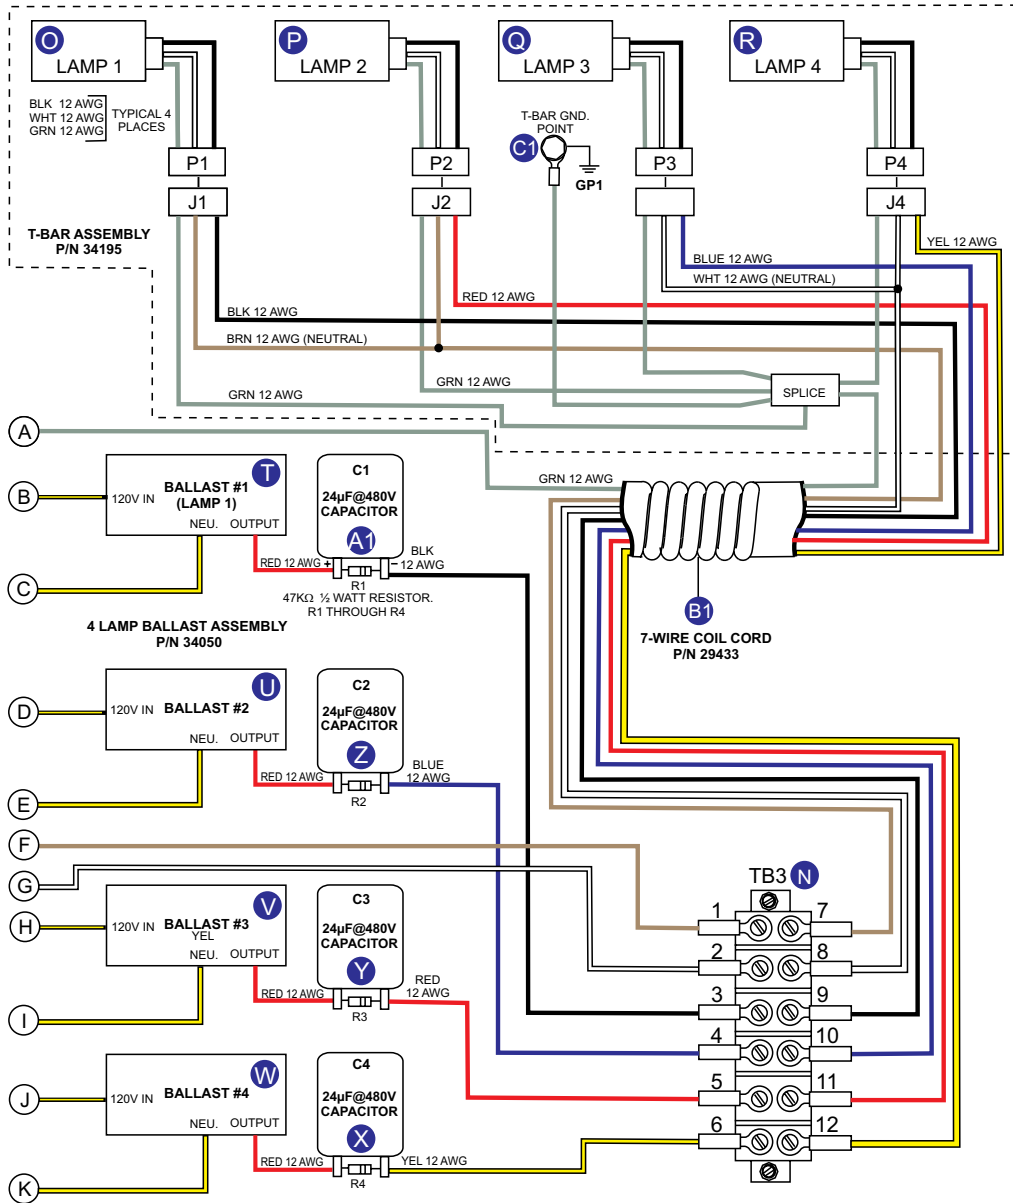 O
LAMP 1
P
LAMP 2
Q
LAMP 3
R
LAMP 4
BLK 12 AWG
WHT 12 AWG
GRN 12 AWG
TYPICAL 4
PLACES
T-BAR GND.
POINT
C1
GP1
P1
P2
P3
P4
J1
J2
J4
T-BAR ASSEMBLY
P/N 34195
YEL 12 AWG
BLUE 12 AWG
WHT 12 AWG (NEUTRAL)
RED 12 AWG
BLK 12 AWG
BRN 12 AWG (NEUTRAL)
GRN 12 AWG
GRN 12 AWG
SPLICE
A
B
120V IN
BALLAST #1
(LAMP 1)
T
NEU.
OUTPUT
C1
24µF@480V
CAPACITOR
A1
GRN 12 AWG
C
RED 12 AWG
+
−
BLK
12 AWG
R1
47KΩ ½ WATT RESISTOR.
R1 THROUGH R4
B1
7-WIRE COIL CORD
P/N 29433
4 LAMP BALLAST ASSEMBLY
P/N 34050
D
120V IN
BALLAST #2
U
NEU.
OUTPUT
C2
24µF@480V
CAPACITOR
Z
E
RED 12 AWG
BLUE
12 AWG
R2
F
G
H
120V IN
BALLAST #3
YEL
V
NEU.
OUTPUT
C3
24µF@480V
CAPACITOR
Y
I
RED 12 AWG
RED
12 AWG
R3
TB3
N
1
7
2
8
3
9
4
10
5
11
6
12
J
120V IN
BALLAST #4
W
NEU.
OUTPUT
C4
24µF@480V
CAPACITOR
X
K
RED 12 AWG
YEL 12 AWG
R4